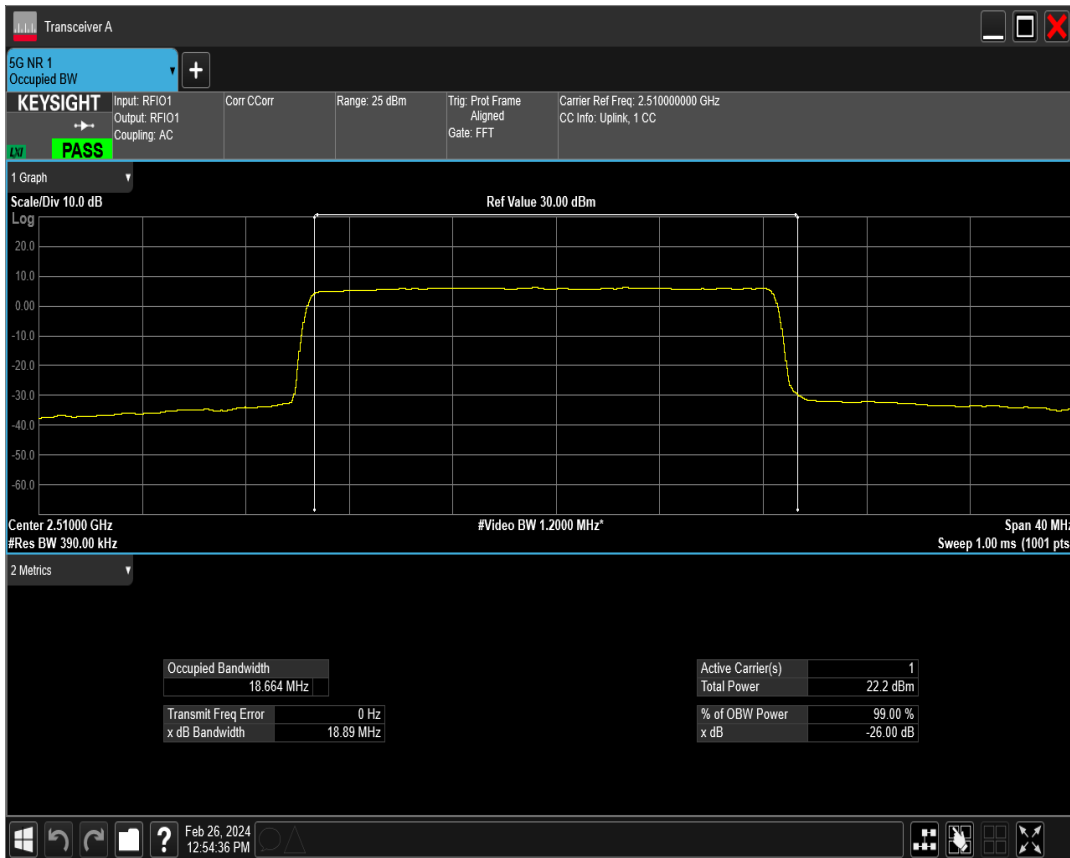 Transceiver A
5G NR 1
Occupied BW
KEYSIGHT
LXI
PASS
Input: RFIO1
Output: RFIO1
Coupling: AC
Corr CCorr
Range: 25 dBm
Trig: Prot Frame
Aligned
Gate: FFT
Carrier Ref Freq: 2.510000000 GHz
CC Info: Uplink, 1 CC
1 Graph
Scale/Div 10.0 dB
Ref Value 30.00 dBm
Log
20.0
10.0
0.00
-10.0
-20.0
-30.0
-40.0
-50.0
-60.0
Center 2.51000 GHz
#Video BW 1.2000 MHz*
Span 40 MHz
#Res BW 390.00 kHz
Sweep 1.00 ms (1001 pts
2 Metrics
Occupied Bandwidth
18.664 MHz
Transmit Freq Error 0 Hz
x dB Bandwidth 18.89 MHz
Active Carrier(s) 1
Total Power 22.2 dBm
% of OBW Power 99.00 %
x dB -26.00 dB
Feb 26, 2024
12:54:36 PM